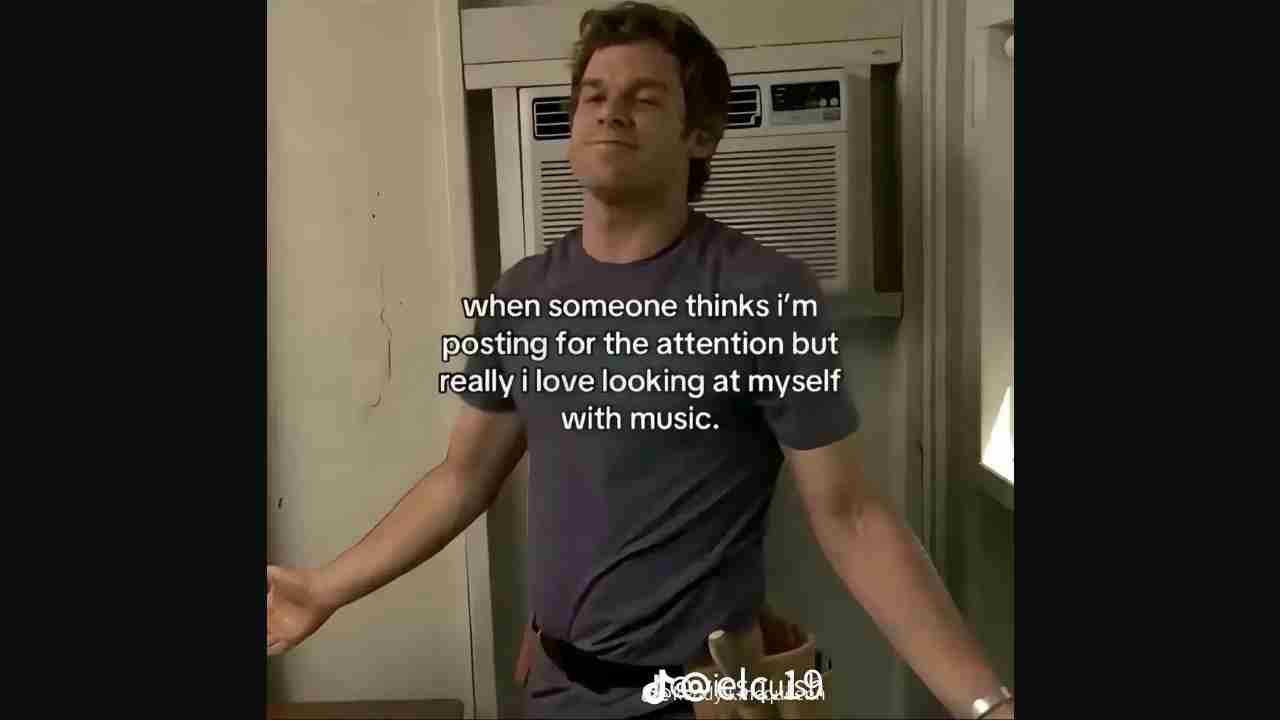 when someone thinks i’m
posting for the attention but
really i love looking at myself
with music.